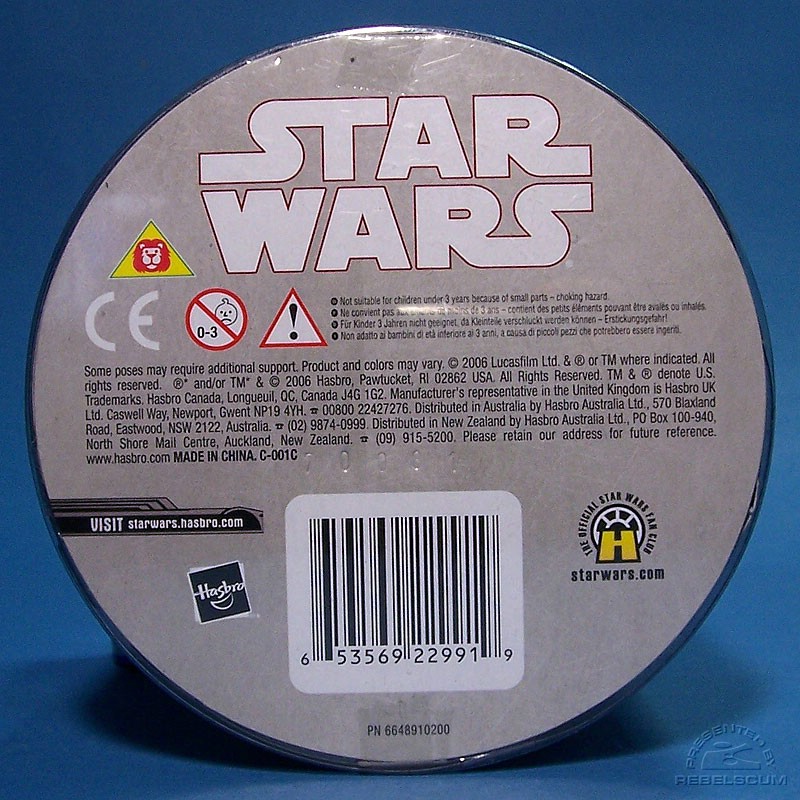 STAR
WARS
CE
0-3
!
Not suitable for children under 3 years because of small parts – choking hazard.
Ne convient pas aux enfants de moins de 3 ans – contient des petits éléments pouvant être avalés ou inhalés.
Für Kinder 3 Jahren nicht geeignet, da Kleinteile verschluckt werden können – Erstickungsgefahr!
Non adatto ai bambini di età inferiore ai 3 anni, a causa di piccoli pezzi che potrebbero essere ingeriti.
Some poses may require additional support. Product and colors may vary. © 2006 Lucasfilm Ltd. & ® or TM where indicated. All
rights reserved. ®* and/or TM* & © 2006 Hasbro, Pawtucket, RI 02862 USA. All Rights Reserved. TM & ® denote U.S.
Trademarks. Hasbro Canada, Longueuil, QC, Canada J4G 1G2. Manufacturer's representative in the United Kingdom is Hasbro UK
Ltd. Caswell Way, Newport, Gwent NP19 4YH. ☎ 00800 22427276. Distributed in Australia by Hasbro Australia Ltd., 570 Blaxland
Road, Eastwood, NSW 2122, Australia. ☎ (02) 9874-0999. Distributed in New Zealand by Hasbro Australia Ltd., PO Box 100-940,
North Shore Mail Centre, Auckland, New Zealand. ☎ (09) 915-5200. Please retain our address for future reference.
www.hasbro.com MADE IN CHINA. C-001C
VISIT starwars.hasbro.com
THE OFFICIAL STAR WARS FAN CLUB
H
starwars.com
Hasbro
6 53569 22991 9
PN 6648910200
PRESENTED BY
REBELSCUM